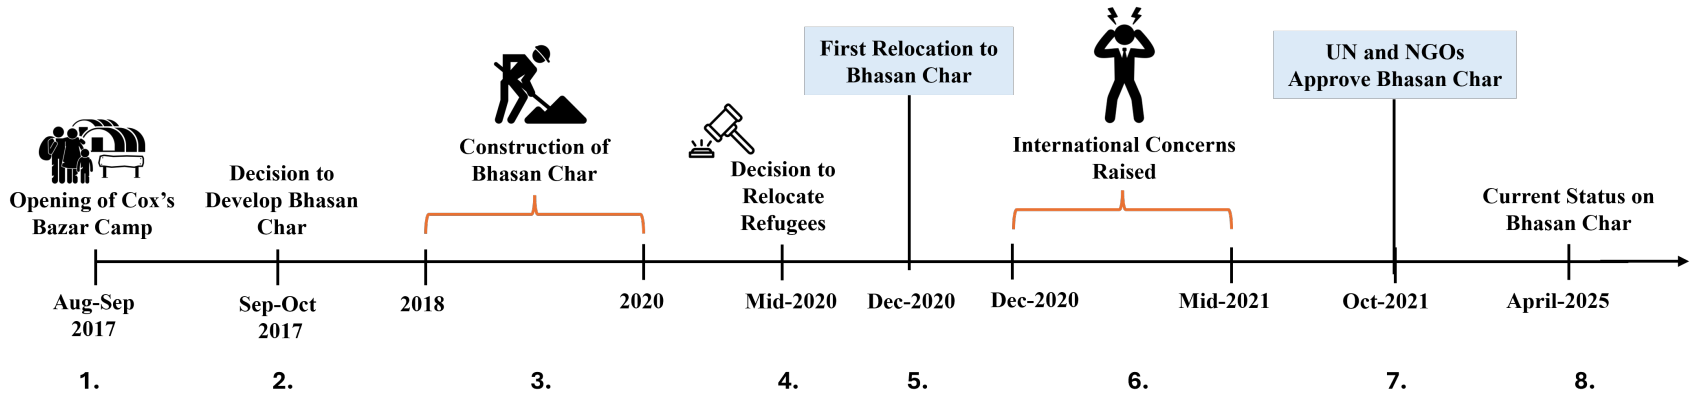 Opening of Cox's
Bazar Camp
Decision to
Develop Bhasan
Char
Construction of
Bhasan Char
Decision to
Relocate
Refugees
First Relocation to
Bhasan Char
International Concerns
Raised
UN and NGOs
Approve Bhasan Char
Current Status on
Bhasan Char
Aug-Sep
2017
Sep-Oct
2017
2018
2020
Mid-2020
Dec-2020
Dec-2020
Mid-2021
Oct-2021
April-2025
1.
2.
3.
4.
5.
6.
7.
8.